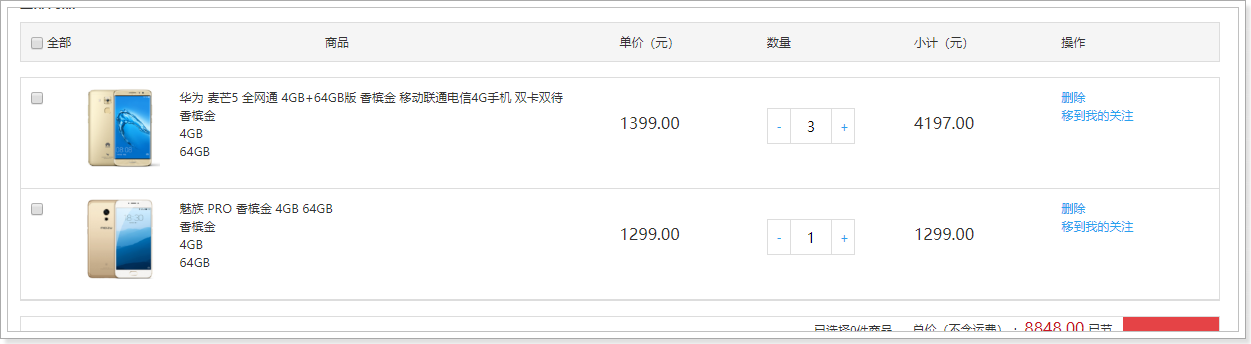 全部 商品 单价（元） 数量 小计（元） 操作
华为 麦芒5 全网通 4GB+64GB版 香槟金 移动联通电信4G手机 双卡双待
香槟金
4GB
64GB
1399.00 - 3 + 4197.00
删除
移到我的关注
魅族 PRO 香槟金 4GB 64GB
香槟金
4GB
64GB
1299.00 - 1 + 1299.00
删除
移到我的关注
已选择0件商品 总价（不含运费） ： 8848.00 已节